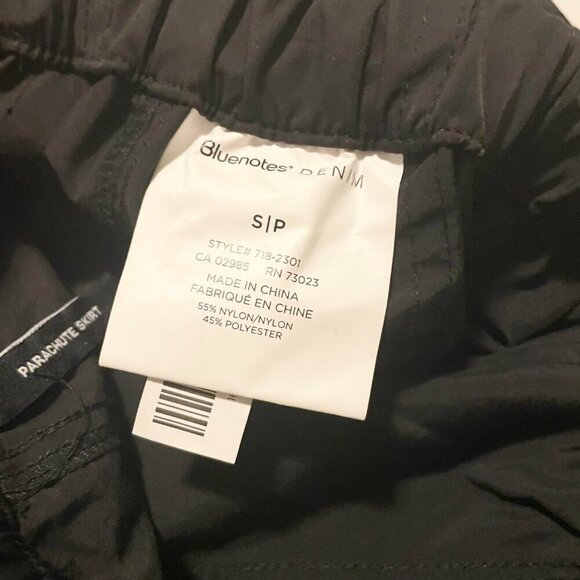 Bluenotes® DENIM
S|P
STYLE# 718-2301
CA 02985 RN 73023
MADE IN CHINA
FABRIQUÉ EN CHINE
55% NYLON/NYLON
45% POLYESTER
PARACHUTE SKIRT